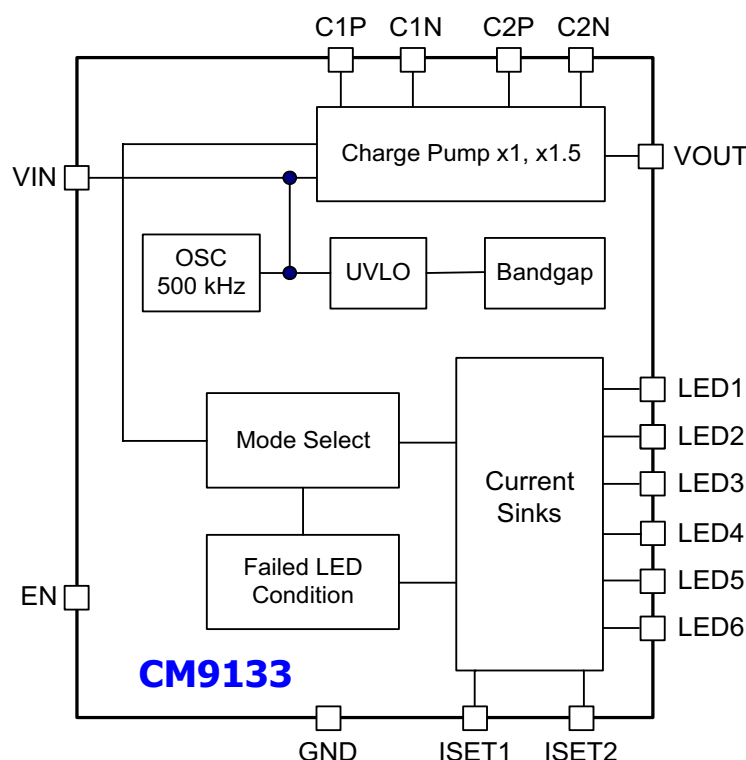 C1P C1N C2P C2N
Charge Pump x1, x1.5
VIN
VOUT
OSC
500 kHz
UVLO
Bandgap
LED1
LED2
LED3
LED4
LED5
LED6
Mode Select
Current
Sinks
Failed LED
Condition
EN
CM9133
GND
ISET1
ISET2